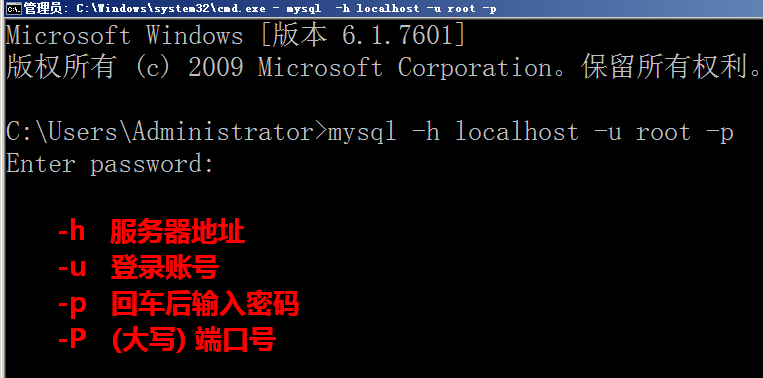 管理员: C:\Windows\system32\cmd.exe - mysql  -h localhost -u root -p
Microsoft Windows [版本 6.1.7601]
版权所有 (c) 2009 Microsoft Corporation。保留所有权利。
C:\Users\Administrator>mysql -h localhost -u root -p
Enter password:
-h 服务器地址
-u 登录账号
-p 回车后输入密码
-P (大写) 端口号